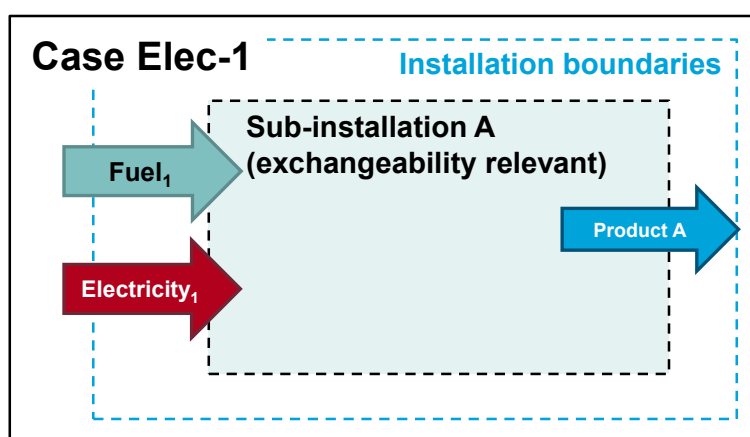 Case Elec-1
Installation boundaries
Sub-installation A
(exchangeability relevant)
Fuel₁
Product A
Electricity₁